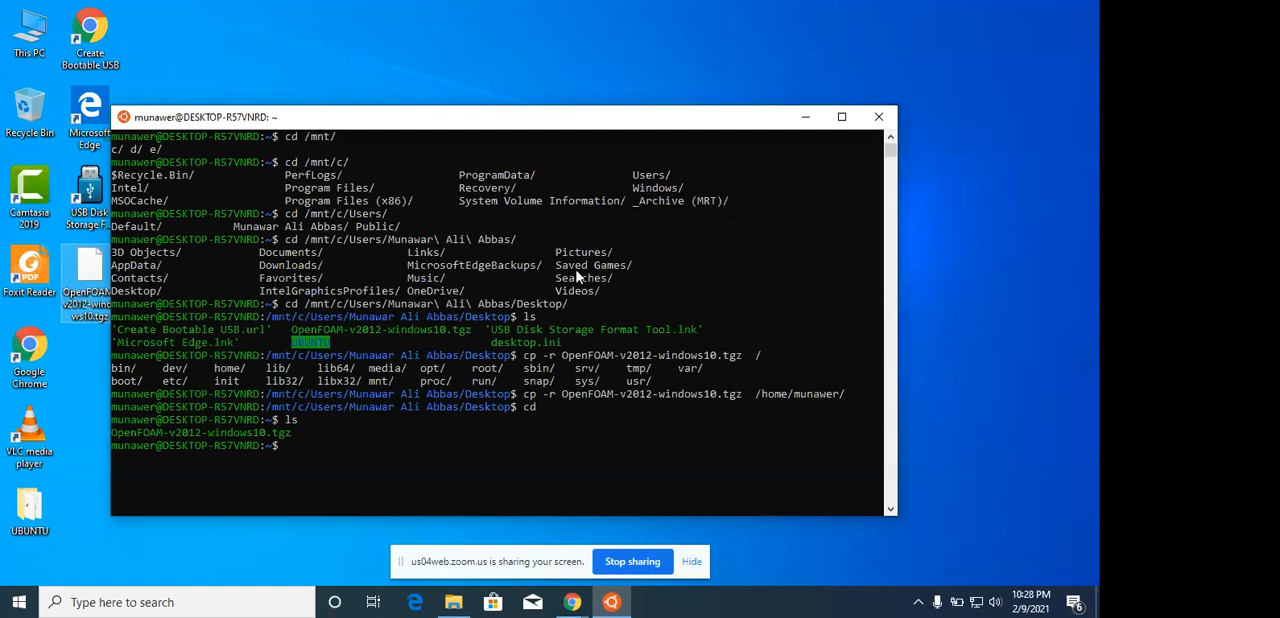 This PC
Create
Bootable USB
Recycle Bin
Microsoft
Edge
Camtasia
2019
USB Disk
Storage F...
Foxit Reader
OpenFOAM-
v2012-wind
ows10.tgz
Google
Chrome
VLC media
player
UBUNTU
munawer@DESKTOP-R57VNRD: ~
munawer@DESKTOP-R57VNRD:~$ cd /mnt/
c/ d/ e/
munawer@DESKTOP-R57VNRD:~$ cd /mnt/c/
$Recycle.Bin/ PerfLogs/ ProgramData/ Users/
Intel/ Program Files/ Recovery/ Windows/
MSOCache/ Program Files (x86)/ System Volume Information/ _Archive (MRT)/
munawer@DESKTOP-R57VNRD:~$ cd /mnt/c/Users/
Default/ Munawar Ali Abbas/ Public/
munawer@DESKTOP-R57VNRD:~$ cd /mnt/c/Users/Munawar\ Ali\ Abbas/
3D Objects/ Documents/ Links/ Pictures/
AppData/ Downloads/ MicrosoftEdgeBackups/ Saved Games/
Contacts/ Favorites/ Music/ Searches/
Desktop/ IntelGraphicsProfiles/ OneDrive/ Videos/
munawer@DESKTOP-R57VNRD:~$ cd /mnt/c/Users/Munawar\ Ali\ Abbas/Desktop/
munawer@DESKTOP-R57VNRD:/mnt/c/Users/Munawar Ali Abbas/Desktop$ ls
'Create Bootable USB.url' OpenFOAM-v2012-windows10.tgz 'USB Disk Storage Format Tool.lnk'
'Microsoft Edge.lnk' UBUNTU desktop.ini
munawer@DESKTOP-R57VNRD:/mnt/c/Users/Munawar Ali Abbas/Desktop$ cp -r OpenFOAM-v2012-windows10.tgz /
bin/ dev/ home/ lib/ lib64/ media/ opt/ root/ sbin/ srv/ tmp/ var/
boot/ etc/ init lib32/ libx32/ mnt/ proc/ run/ snap/ sys/ usr/
munawer@DESKTOP-R57VNRD:/mnt/c/Users/Munawar Ali Abbas/Desktop$ cp -r OpenFOAM-v2012-windows10.tgz /home/munawer/
munawer@DESKTOP-R57VNRD:/mnt/c/Users/Munawar Ali Abbas/Desktop$ cd
munawer@DESKTOP-R57VNRD:~$ ls
OpenFOAM-v2012-windows10.tgz
munawer@DESKTOP-R57VNRD:~$
us04web.zoom.us is sharing your screen. Stop sharing Hide
Type here to search
10:28 PM
2/9/2021
6